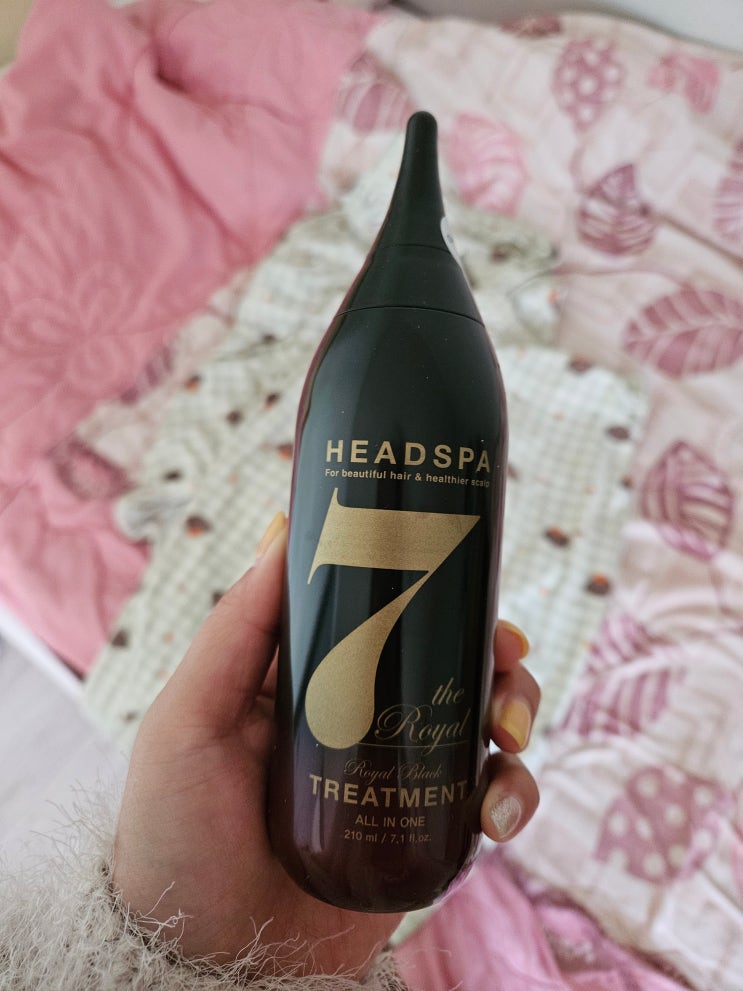 HEADSPA
For beautiful hair & healthier scalp
7
the
Royal
Royal Black
TREATMENT
ALL IN ONE
210 ml / 7.1 fl.oz.